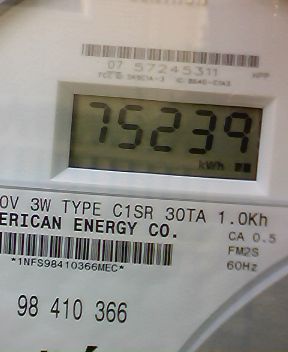 07 57245311
HPP
75239
kWh
0V 3W TYPE C1SR 30TA 1.0Kh
ERICAN ENERGY CO.
CA 0.5
FM2S
60Hz
*1NFS98410366MEC*
98 410 366